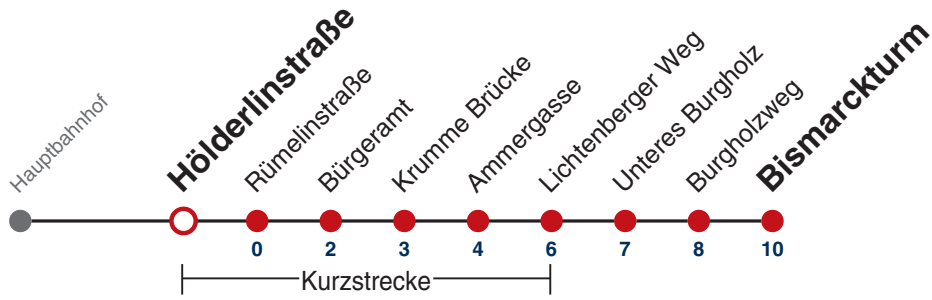 Hauptbahnhof
Hölderlinstraße
Rümelinstraße
Bürgeramt
Krumme Brücke
Ammergasse
Lichtenberger Weg
Unteres Burgholz
Burgholzweg
Bismarckturm
0 2 3 4 6 7 8 10
Kurzstrecke